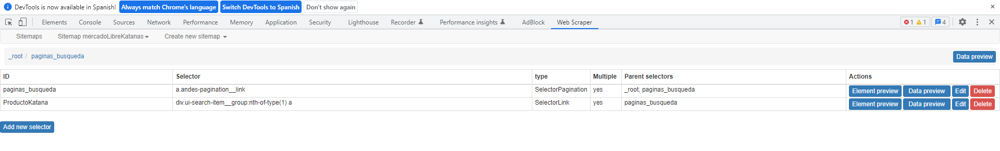 DevTools is now available in Spanish! Always match Chrome's language Switch DevTools to Spanish Don't show again
Elements Console Sources Network Performance Memory Application Security Lighthouse Recorder Performance insights AdBlock Web Scraper 1 1 4
Sitemaps Sitemap mercadoLibreKatanas Create new sitemap
_root / paginas_busqueda Data preview
ID Selector type Multiple Parent selectors Actions
paginas_busqueda a.andes-pagination__link SelectorPagination yes _root, paginas_busqueda Element preview Data preview Edit Delete
ProductoKatana div.ui-search-item__group:nth-of-type(1) a SelectorLink yes paginas_busqueda Element preview Data preview Edit Delete
Add new selector